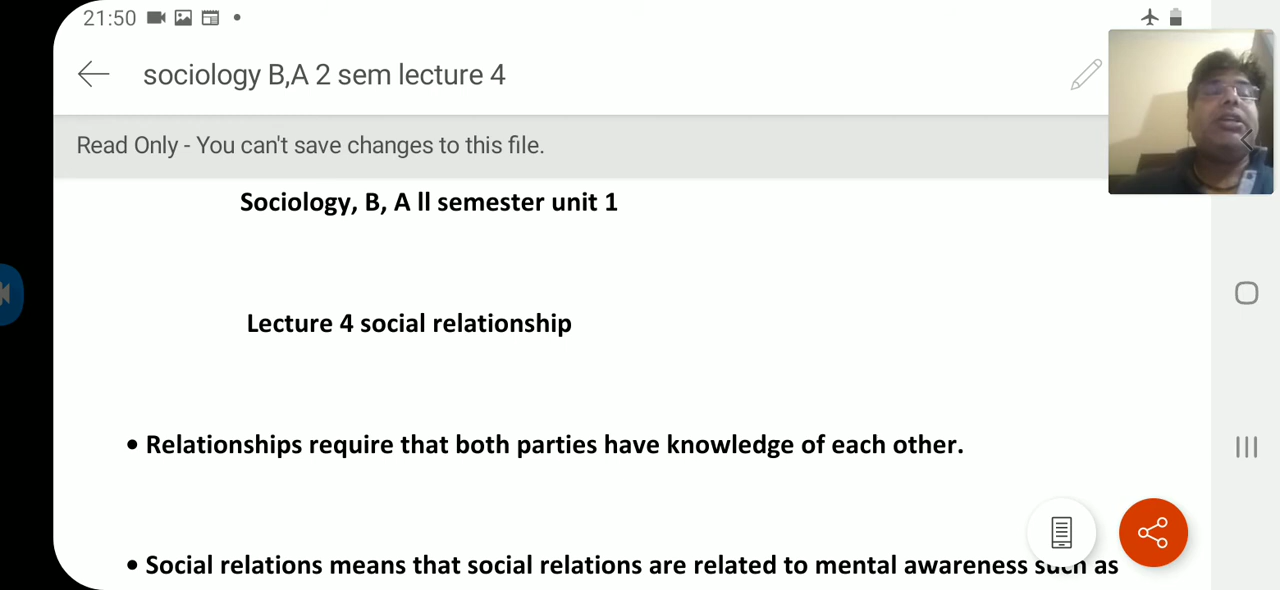 21:50
sociology B,A 2 sem lecture 4
Read Only - You can't save changes to this file.
Sociology, B, A ll semester unit 1
Lecture 4 social relationship
• Relationships require that both parties have knowledge of each other.
• Social relations means that social relations are related to mental awareness such as